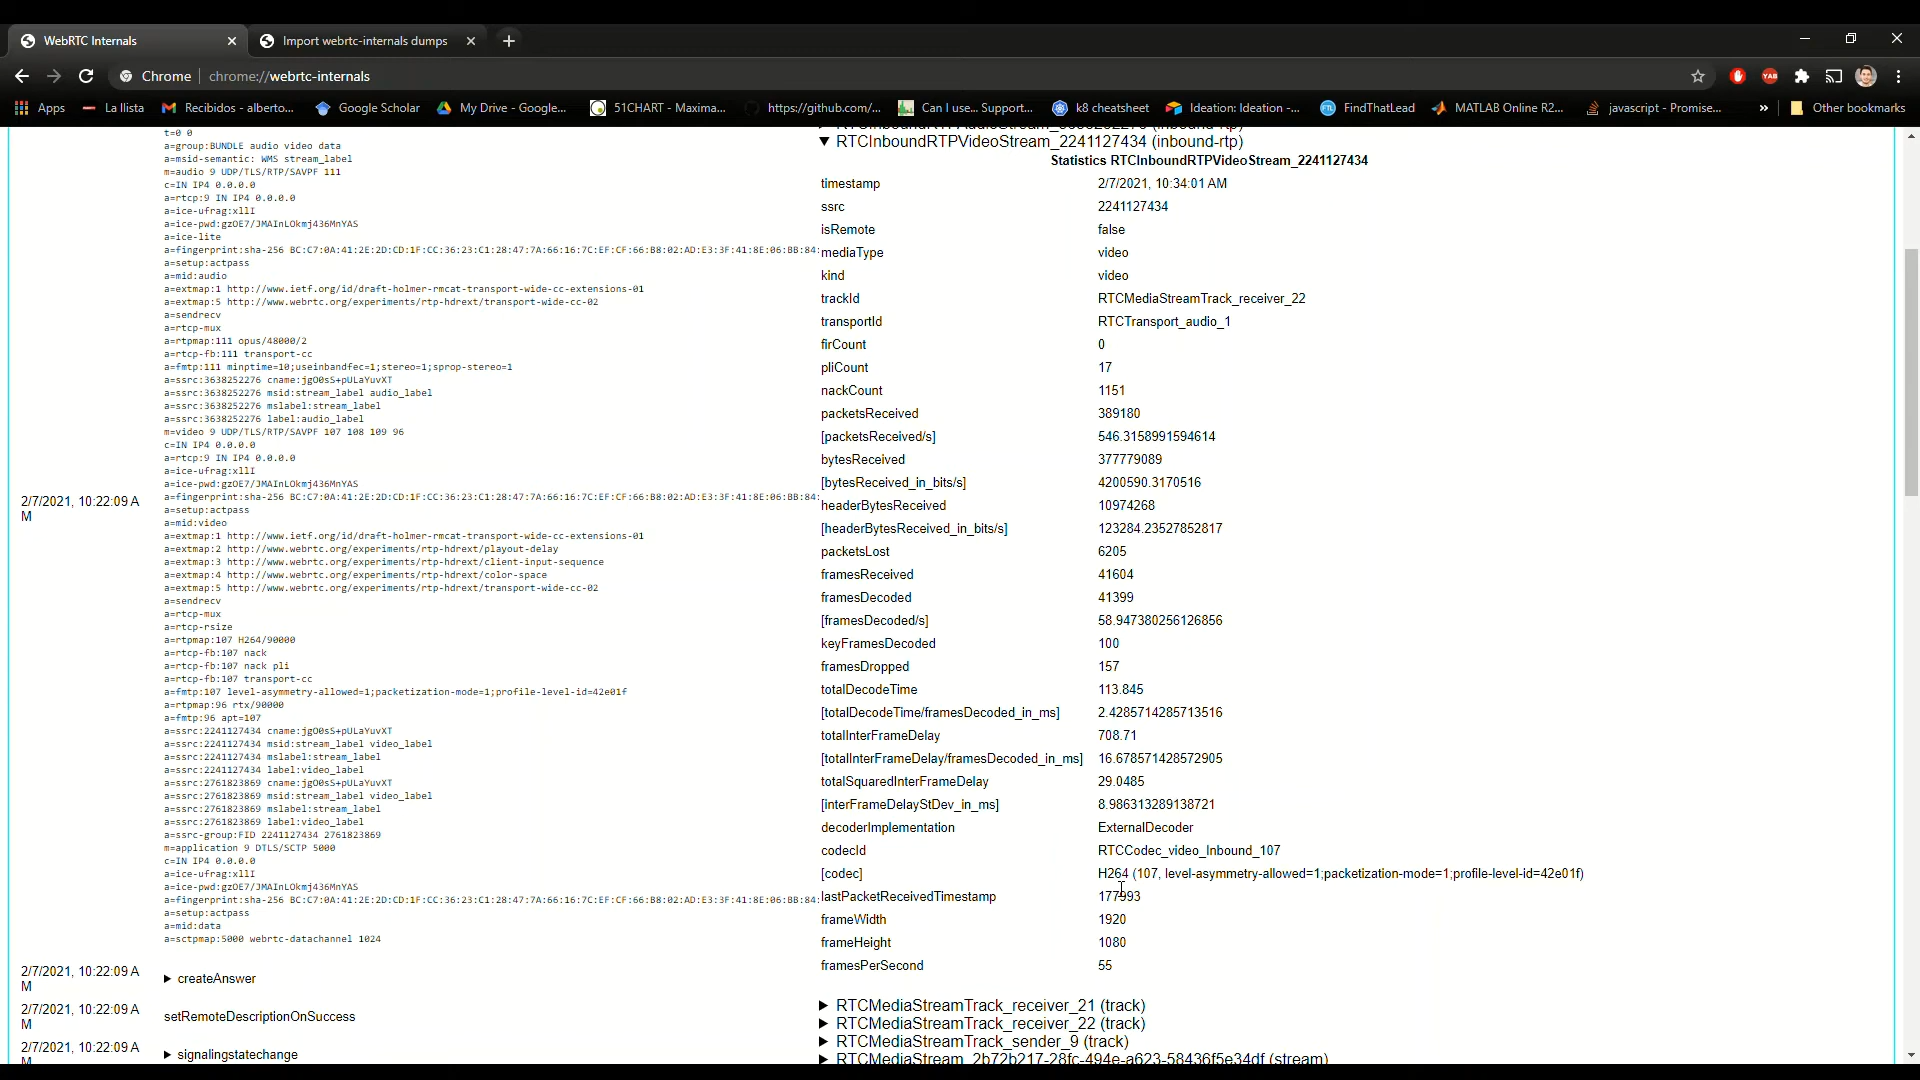 WebRTC Internals
Import webrtc-internals dumps
Chrome chrome://webrtc-internals
Apps
La llista
Recibidos - alberto...
Google Scholar
My Drive - Google...
51CHART - Maxima...
https://github.com/...
Can I use... Support...
k8 cheatsheet
Ideation: Ideation -...
FindThatLead
MATLAB Online R2...
javascript - Promise...
»
Other bookmarks
2/7/2021, 10:22:09 A
M
t=0 0
a=group:BUNDLE audio video data
a=msid-semantic: WMS stream_label
m=audio 9 UDP/TLS/RTP/SAVPF 111
c=IN IP4 0.0.0.0
a=rtcp:9 IN IP4 0.0.0.0
a=ice-lite
a=setup:actpass
a=mid:audio
a=extmap:1 http://www.ietf.org/id/draft-holmer-rmcat-transport-wide-cc-extensions-01
a=extmap:5 http://www.webrtc.org/experiments/rtp-hdrext/transport-wide-cc-02
a=sendrecv
a=rtcp-mux
a=rtpmap:111 opus/48000/2
a=rtcp-fb:111 transport-cc
a=fmtp:111 minptime=10;useinbandfec=1;stereo=1;sprop-stereo=1
a=ssrc:3638252276 cname:jgO0sS+pULaYuvXT
a=ssrc:3638252276 msid:stream_label audio_label
a=ssrc:3638252276 mslabel:stream_label
a=ssrc:3638252276 label:audio_label
m=video 9 UDP/TLS/RTP/SAVPF 107 108 109 96
c=IN IP4 0.0.0.0
a=rtcp:9 IN IP4 0.0.0.0
a=setup:actpass
a=mid:video
a=extmap:1 http://www.ietf.org/id/draft-holmer-rmcat-transport-wide-cc-extensions-01
a=extmap:2 http://www.webrtc.org/experiments/rtp-hdrext/playout-delay
a=extmap:3 http://www.webrtc.org/experiments/rtp-hdrext/client-input-sequence
a=extmap:4 http://www.webrtc.org/experiments/rtp-hdrext/color-space
a=extmap:5 http://www.webrtc.org/experiments/rtp-hdrext/transport-wide-cc-02
a=sendrecv
a=rtcp-mux
a=rtcp-rsize
a=rtpmap:107 H264/90000
a=rtcp-fb:107 nack
a=rtcp-fb:107 nack pli
a=rtcp-fb:107 transport-cc
a=fmtp:107 level-asymmetry-allowed=1;packetization-mode=1;profile-level-id=42e01f
a=rtpmap:96 rtx/90000
a=fmtp:96 apt=107
a=ssrc:2241127434 cname:jgO0sS+pULaYuvXT
a=ssrc:2241127434 msid:stream_label video_label
a=ssrc:2241127434 mslabel:stream_label
a=ssrc:2241127434 label:video_label
a=ssrc:2761823869 cname:jgO0sS+pULaYuvXT
a=ssrc:2761823869 msid:stream_label video_label
a=ssrc:2761823869 mslabel:stream_label
a=ssrc:2761823869 label:video_label
a=ssrc-group:FID 2241127434 2761823869
m=application 9 DTLS/SCTP 5000
c=IN IP4 0.0.0.0
a=setup:actpass
a=mid:data
a=sctpmap:5000 webrtc-datachannel 1024
2/7/2021, 10:22:09 A
M
▶ createAnswer
2/7/2021, 10:22:09 A
M
setRemoteDescriptionOnSuccess
2/7/2021, 10:22:09 A
M
▶ signalingstatechange
▼ RTCInboundRTPVideoStream_2241127434 (inbound-rtp)
Statistics RTCInboundRTPVideoStream_2241127434
timestamp 2/7/2021, 10:34:01 AM
ssrc 2241127434
isRemote false
mediaType video
kind video
trackId RTCMediaStreamTrack_receiver_22
transportId RTCTransport_audio_1
firCount 0
pliCount 17
nackCount 1151
packetsReceived 389180
[packetsReceived/s] 546.3158991594614
bytesReceived 377779089
[bytesReceived_in_bits/s] 4200590.3170516
headerBytesReceived 10974268
[headerBytesReceived_in_bits/s] 123284.23527852817
packetsLost 6205
framesReceived 41604
framesDecoded 41399
[framesDecoded/s] 58.947380256126856
keyFramesDecoded 100
framesDropped 157
totalDecodeTime 113.845
[totalDecodeTime/framesDecoded_in_ms] 2.4285714285713516
totalInterFrameDelay 708.71
[totalInterFrameDelay/framesDecoded_in_ms] 16.678571428572905
totalSquaredInterFrameDelay 29.0485
[interFrameDelayStDev_in_ms] 8.986313289138721
decoderImplementation ExternalDecoder
codecId RTCCodec_video_Inbound_107
[codec] H264 (107, level-asymmetry-allowed=1;packetization-mode=1;profile-level-id=42e01f)
lastPacketReceivedTimestamp 177993
frameWidth 1920
frameHeight 1080
framesPerSecond 55
▶ RTCMediaStreamTrack_receiver_21 (track)
▶ RTCMediaStreamTrack_receiver_22 (track)
▶ RTCMediaStreamTrack_sender_9 (track)
▶ RTCMediaStream_2b72b217-28fc-494e-a623-58436f5e34df (stream)